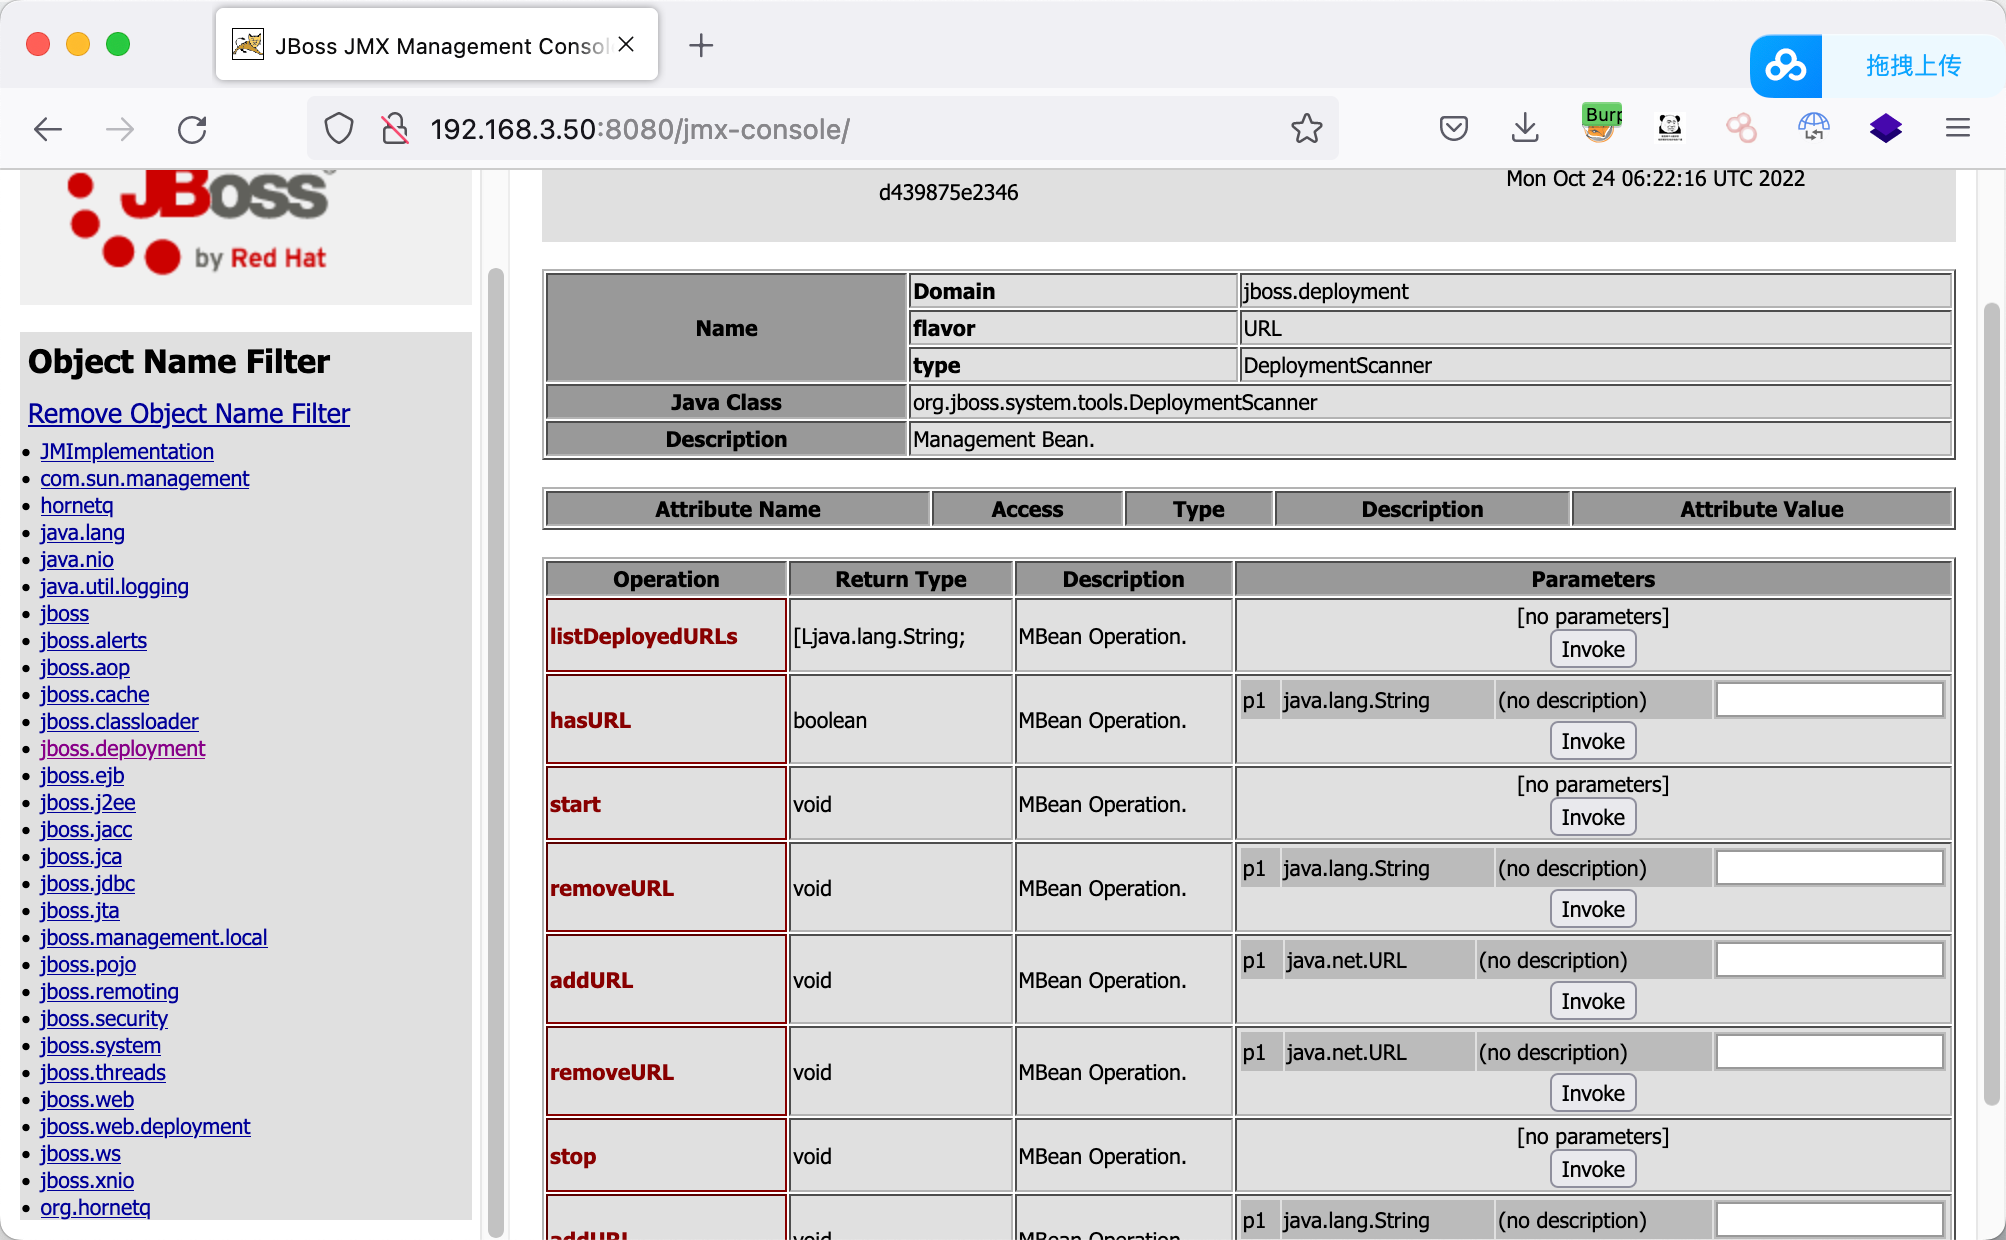 JBoss JMX Management Consol
拖拽上传
192.168.3.50:8080/jmx-console/
Burp
JBoss
by Red Hat
d439875e2346
Mon Oct 24 06:22:16 UTC 2022
Object Name Filter
Remove Object Name Filter
JMImplementation
com.sun.management
hornetq
java.lang
java.nio
java.util.logging
jboss
jboss.alerts
jboss.aop
jboss.cache
jboss.classloader
jboss.deployment
jboss.ejb
jboss.j2ee
jboss.jacc
jboss.jca
jboss.jdbc
jboss.jta
jboss.management.local
jboss.pojo
jboss.remoting
jboss.security
jboss.system
jboss.threads
jboss.web
jboss.web.deployment
jboss.ws
jboss.xnio
org.hornetq
Name
Domain jboss.deployment
flavor URL
type DeploymentScanner
Java Class org.jboss.system.tools.DeploymentScanner
Description Management Bean.
Attribute Name Access Type Description Attribute Value
Operation Return Type Description Parameters
listDeployedURLs [Ljava.lang.String; MBean Operation. [no parameters]
Invoke
hasURL boolean MBean Operation. p1 java.lang.String (no description)
Invoke
start void MBean Operation. [no parameters]
Invoke
removeURL void MBean Operation. p1 java.lang.String (no description)
Invoke
addURL void MBean Operation. p1 java.net.URL (no description)
Invoke
removeURL void MBean Operation. p1 java.net.URL (no description)
Invoke
stop void MBean Operation. [no parameters]
Invoke
addURL void MBean Operation. p1 java.lang.String (no description)